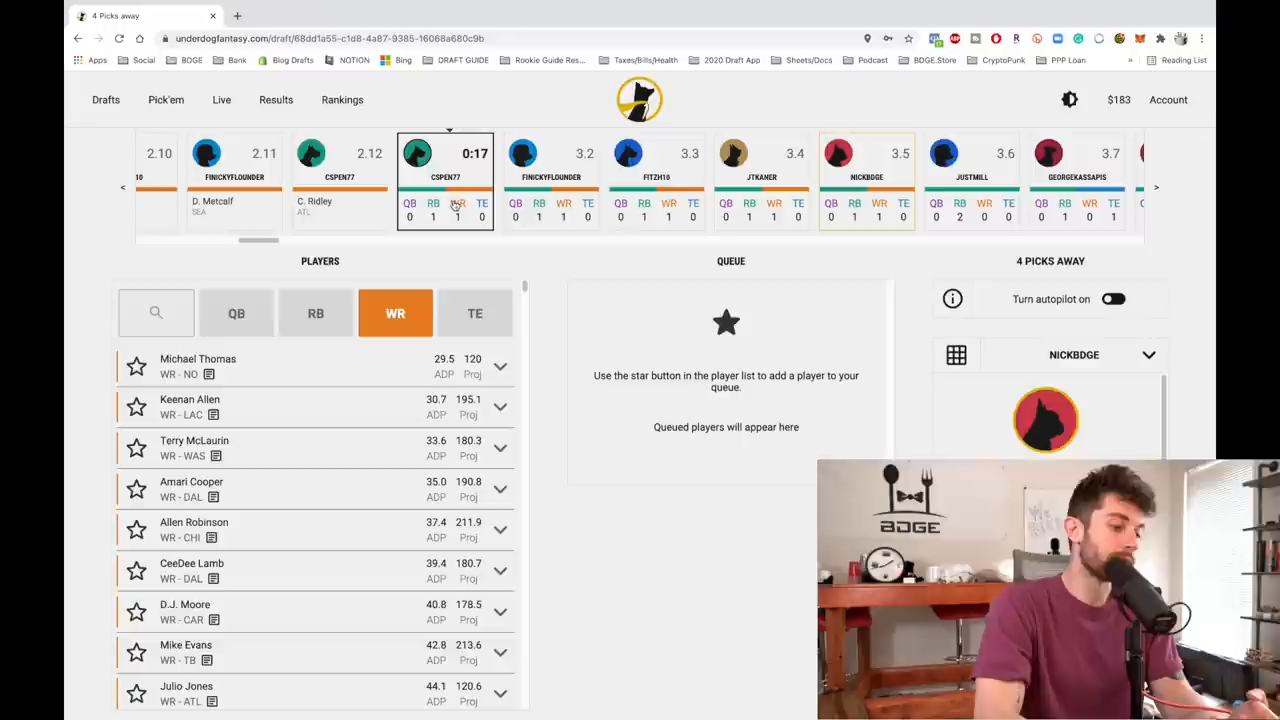 4 Picks away
underdogfantasy.com/draft/68dd1a55-c1d8-4a87-9385-16068a680c9b
Apps Social BDGE Bank Blog Drafts NOTION Bing DRAFT GUIDE Rookie Guide Res... Taxes/Bills/Health 2020 Draft App Sheets/Docs Podcast BDGE.Store CryptoPunk PPP Loan » Reading List
Drafts Pick'em Live Results Rankings $183 Account
10 2.10 2.11 2.12 0:17 3.2 3.3 3.4 3.5 3.6 3.7
FINICKYFLOUNDER CSPEN77 CSPEN77 FINICKYFLOUNDER FITZH10 JTKANER NICKBDGE JUSTMILL GEORGEKASSAPIS
< >
D. Metcalf C. Ridley QB RB WR TE QB RB WR TE QB RB WR TE QB RB WR TE QB RB WR TE QB RB WR TE QB RB WR TE
SEA ATL 0 1 1 0 0 1 1 0 0 1 1 0 0 1 1 0 0 1 1 0 0 2 0 0 0 1 0 1
PLAYERS QUEUE 4 PICKS AWAY
QB RB WR TE
Turn autopilot on
NICKBDGE
Michael Thomas 29.5 120
WR - NO ADP Proj
Keenan Allen 30.7 195.1
WR - LAC ADP Proj
Terry McLaurin 33.6 180.3
WR - WAS ADP Proj
Amari Cooper 35.0 190.8
WR - DAL ADP Proj
Allen Robinson 37.4 211.9
WR - CHI ADP Proj
CeeDee Lamb 39.4 180.7
WR - DAL ADP Proj
D.J. Moore 40.8 178.5
WR - CAR ADP Proj
Mike Evans 42.8 213.6
WR - TB ADP Proj
Julio Jones 44.1 120.6
WR - ATL ADP Proj
Use the star button in the player list to add a player to your
queue.
Queued players will appear here
BDGE